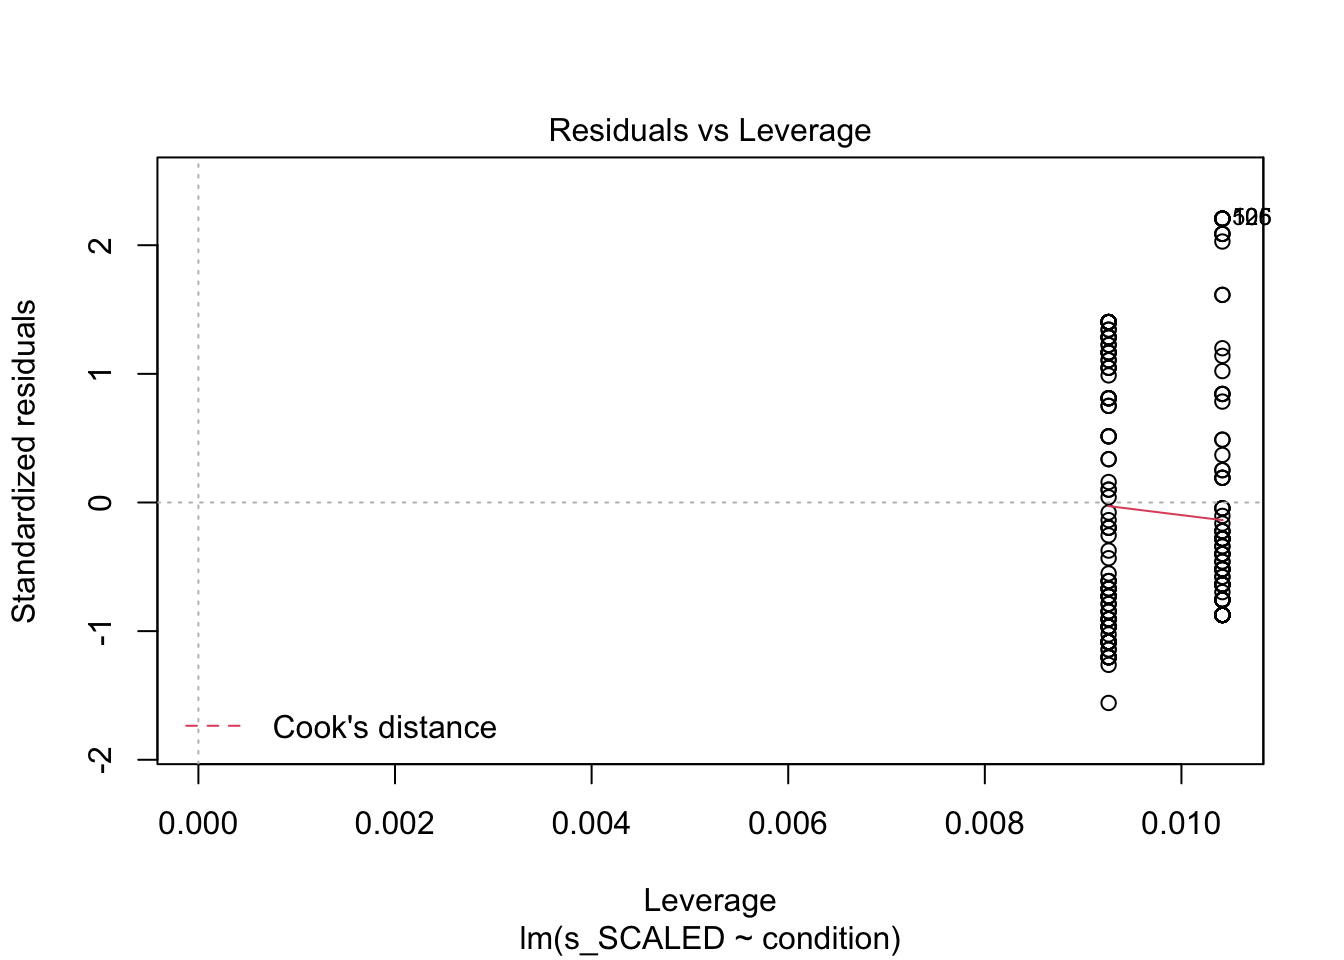 Residuals vs Leverage
Standardized residuals
2
1
0
-1
-2
Cook's distance
0.000 0.002 0.004 0.006 0.008 0.010
Leverage
lm(s_SCALED ~ condition)